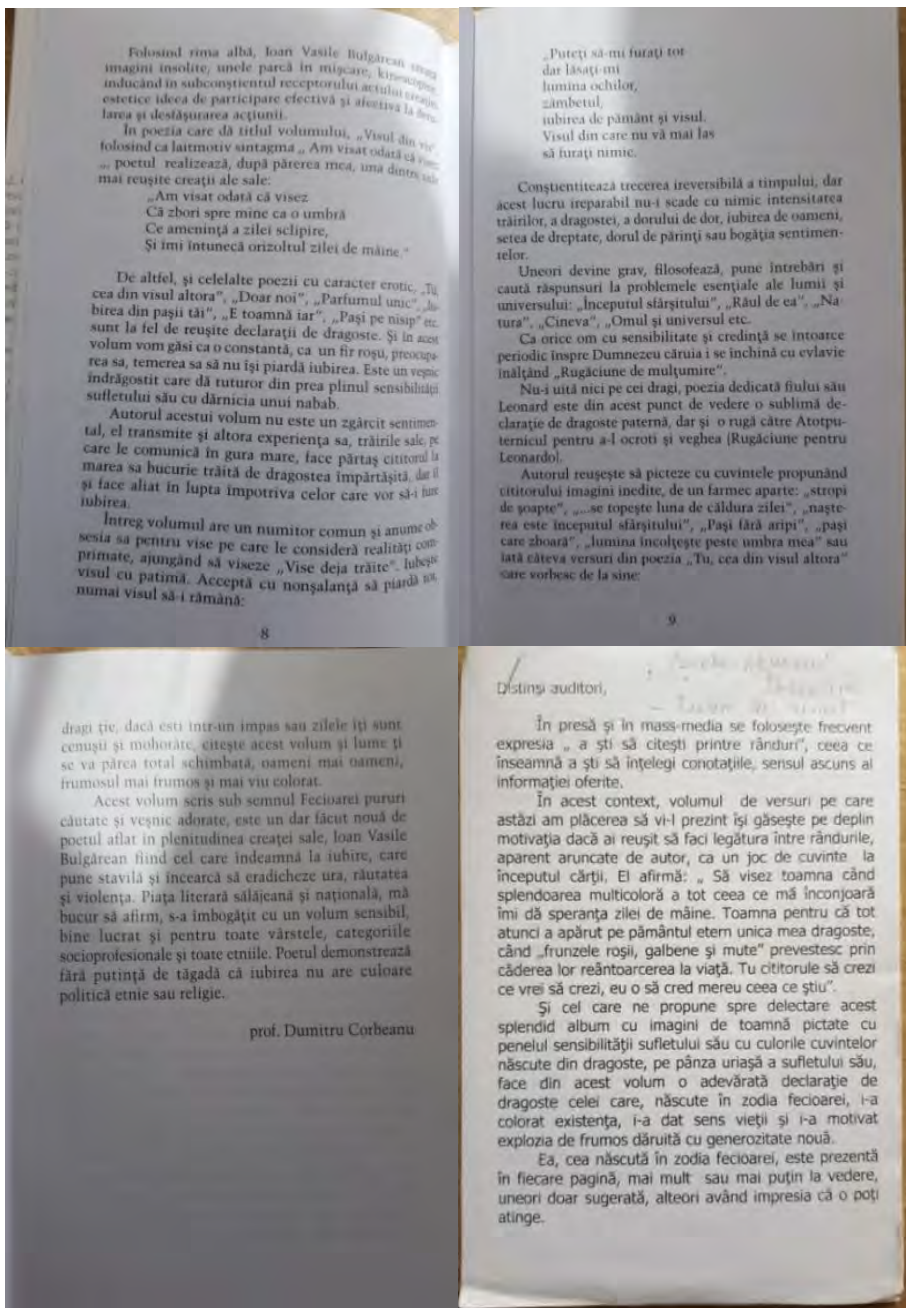 Folosind rima albă, Ioan Vasile Bulgărean
imagini insolite, unele parcă în mişcare,
inducând în subconştientul receptorului actului
estetice ideea de participare efectivă şi afectivă la
larea şi desfăşurarea acţiunii.
În poezia care dă titlul volumului, „Visul din
folosind ca laitmotiv sintagma „ Am visat odată că
... poetul realizează, după părerea mea, una dintre cele
mai reuşite creaţii ale sale:
„Am visat odată că visez
Că zbori spre mine ca o umbră
Ce ameninţă a zilei sclipire,
Şi îmi întunecă orizoltul zilei de mâine."
De altfel, şi celelalte poezii cu caracter erotic, „Tu,
cea din visul altora", „Doar noi", „Parfumul unic", „Iu-
birea din paşii tăi", „E toamnă iar", „Paşi pe nisip" etc.
sunt la fel de reuşite declaraţii de dragoste. Şi în acest
volum vom găsi ca o constantă, ca un fir roşu, preocupa-
rea sa, temerea sa să nu îşi piardă iubirea. Este un veşnic
îndrăgostit care dă tuturor din prea plinul sensibilităţii
sufletului său cu dărnicia unui nabab.
Autorul acestui volum nu este un zgârcit sentimen-
tal, el transmite şi altora experienţa sa, trăirile sale, pe
care le comunică în gura mare, face părtaş cititorul la
marea sa bucurie trăită de dragostea împărtăşită, dar îl
şi face aliat în lupta împotriva celor care vor să-i fure
iubirea.
Întreg volumul are un numitor comun şi anume ob-
sesia sa pentru vise pe care le consideră realităţi com-
primate, ajungând să viseze „Vise deja trăite". Iubeşte
visul cu patimă. Acceptă cu nonşalanţă să piardă tot,
numai visul să-i rămână:
8
„Puteţi să-mi furaţi tot
dar lăsaţi-mi
lumina ochilor,
zâmbetul,
iubirea de pământ şi visul.
Visul din care nu vă mai las
să furaţi nimic.
Conştientitează trecerea ireversibilă a timpului, dar
acest lucru ireparabil nu-i scade cu nimic intensitatea
trăirilor, a dragostei, a dorului de dor, iubirea de oameni,
setea de dreptate, dorul de părinţi sau bogăţia sentimen-
telor.
Uneori devine grav, filosofează, pune întrebări şi
caută răspunsuri la problemele esenţiale ale lumii şi
universului: „Începutul sfârşitului", „Răul de ea", „Na-
tura", „Cineva", „Omul şi universul etc.
Ca orice om cu sensibilitate şi credinţă se întoarce
periodic înspre Dumnezeu căruia i se închină cu evlavie
înălţând „Rugăciune de mulţumite".
Nu-i uită nici pe cei dragi, poezia dedicată fiului său
Leonard este din acest punct de vedere o sublimă de-
claraţie de dragoste paternă, dar şi o rugă către Atotpu-
ternicul pentru a-l ocroti şi veghea (Rugăciune pentru
Leonardo).
Autorul reuşeşte să picteze cu cuvintele propunând
cititorului imagini inedite, de un farmec aparte: „stropi
de şoapte", „...se topeşte luna de căldura zilei", „naşte-
rea este începutul sfârşitului", „Paşi fără aripi", „paşi
care zboară", „lumina încolţeşte peste umbra mea" sau
iată câteva versuri din poezia „Tu, cea din visul altora"
care vorbesc de la sine:
9
dragi ţie, dacă eşti într-un impas sau zilele îţi sunt
cenuşii şi mohorâte, citeşte acest volum şi lume ţi
se va părea total schimbată, oameni mai oameni,
frumosul mai frumos şi mai viu colorat.
Acest volum scris sub semnul Fecioarei pururi
căutate şi veşnic adorate, este un dar făcut nouă de
poetul aflat în plenitudinea creaţei sale, Ioan Vasile
Bulgărean fiind cel care îndeamnă la iubire, care
pune stavilă şi încearcă să eradicheze ura, răutatea
şi violenţa. Piaţa literară sălăjeană şi naţională, mă
bucur să afirm, s-a îmbogăţit cu un volum sensibil,
bine lucrat şi pentru toate vârstele, categoriile
socioprofesionale şi toate etniile. Poetul demonstrează
fără putinţă de tăgadă că iubirea nu are culoare
politică etnie sau religie.
prof. Dumitru Corbeanu
Distinşi auditori,
În presă şi în mass-media se foloseşte frecvent
expresia „ a şti să citeşti printre rânduri", ceea ce
înseamnă a şti să înţelegi conotaţiile, sensul ascuns al
informaţiei oferite.
În acest context, volumul de versuri pe care
astăzi am plăcerea să vi-l prezint îşi găseşte pe deplin
motivaţia dacă ai reuşit să faci legătura între rândurile,
aparent aruncate de autor, ca un joc de cuvinte la
începutul cărţii. El afirmă: „ Să visez toamna când
splendoarea multicoloră a tot ceea ce mă înconjoară
îmi dă speranţa zilei de mâine. Toamna pentru că tot
atunci a apărut pe pământul etern unica mea dragoste,
când „frunzele roşii, galbene şi mute" prevestesc prin
căderea lor reântoarcerea la viaţă. Tu cititorule să crezi
ce vrei să crezi, eu o să cred mereu ceea ce ştiu".
Şi cel care ne propune spre delectare acest
splendid album cu imagini de toamnă pictate cu
penelul sensibilităţii sufletului său cu culorile cuvintelor
născute din dragoste, pe pânza uriaşă a sufletului său,
face din acest volum o adevărată declaraţie de
dragoste celei care, născute în zodia fecioarei, i-a
colorat existenţa, i-a dat sens vieţii şi i-a motivat
explozia de frumos dăruită cu generozitate nouă.
Ea, cea născută în zodia fecioarei, este prezentă
în fiecare pagină, mai mult sau mai puţin la vedere,
uneori doar sugerată, alteori având impresia că o poţi
atinge.